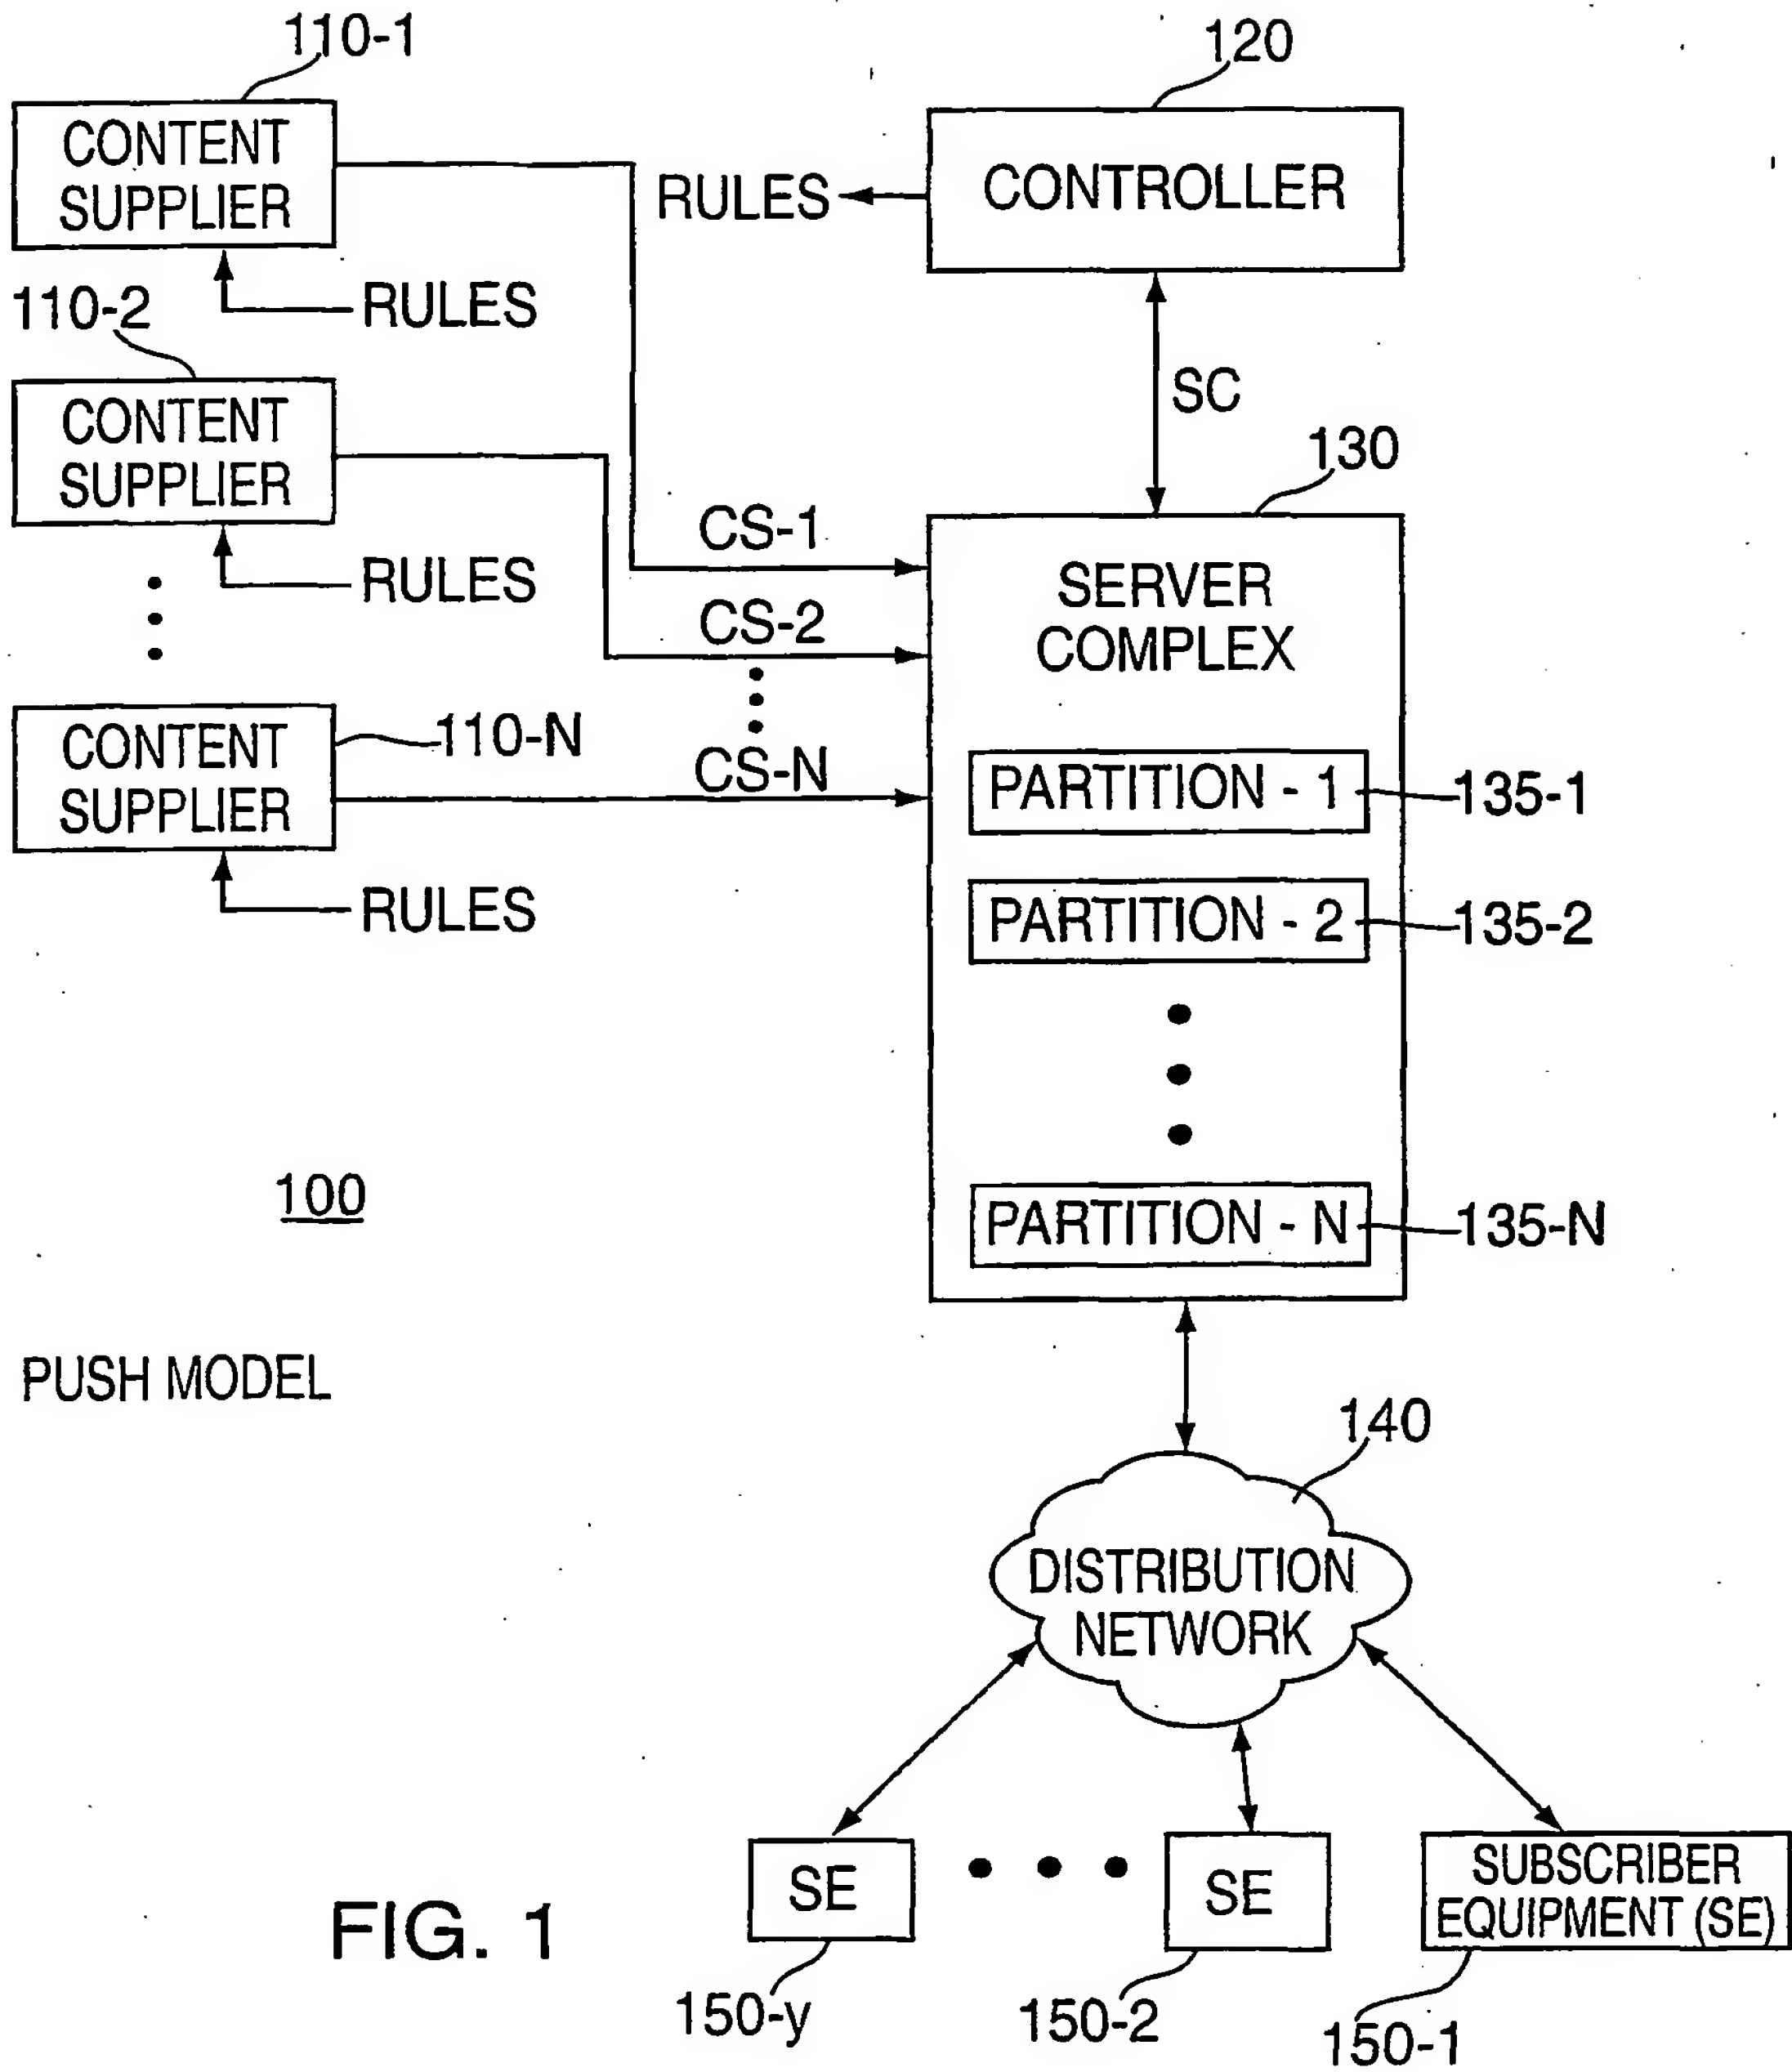 110-1
120
CONTENT
SUPPLIER
RULES
CONTROLLER
RULES
110-2
SC
CONTENT
SUPPLIER
130
CS-1
RULES
SERVER
COMPLEX
CS-2
CONTENT
SUPPLIER
110-N
CS-N
PARTITION - 1
135-1
RULES
PARTITION - 2
135-2
100
PARTITION - N
135-N
PUSH MODEL
140
DISTRIBUTION
NETWORK
SE
SE
SUBSCRIBER
EQUIPMENT (SE)
FIG. 1
150-y
150-2
150-1